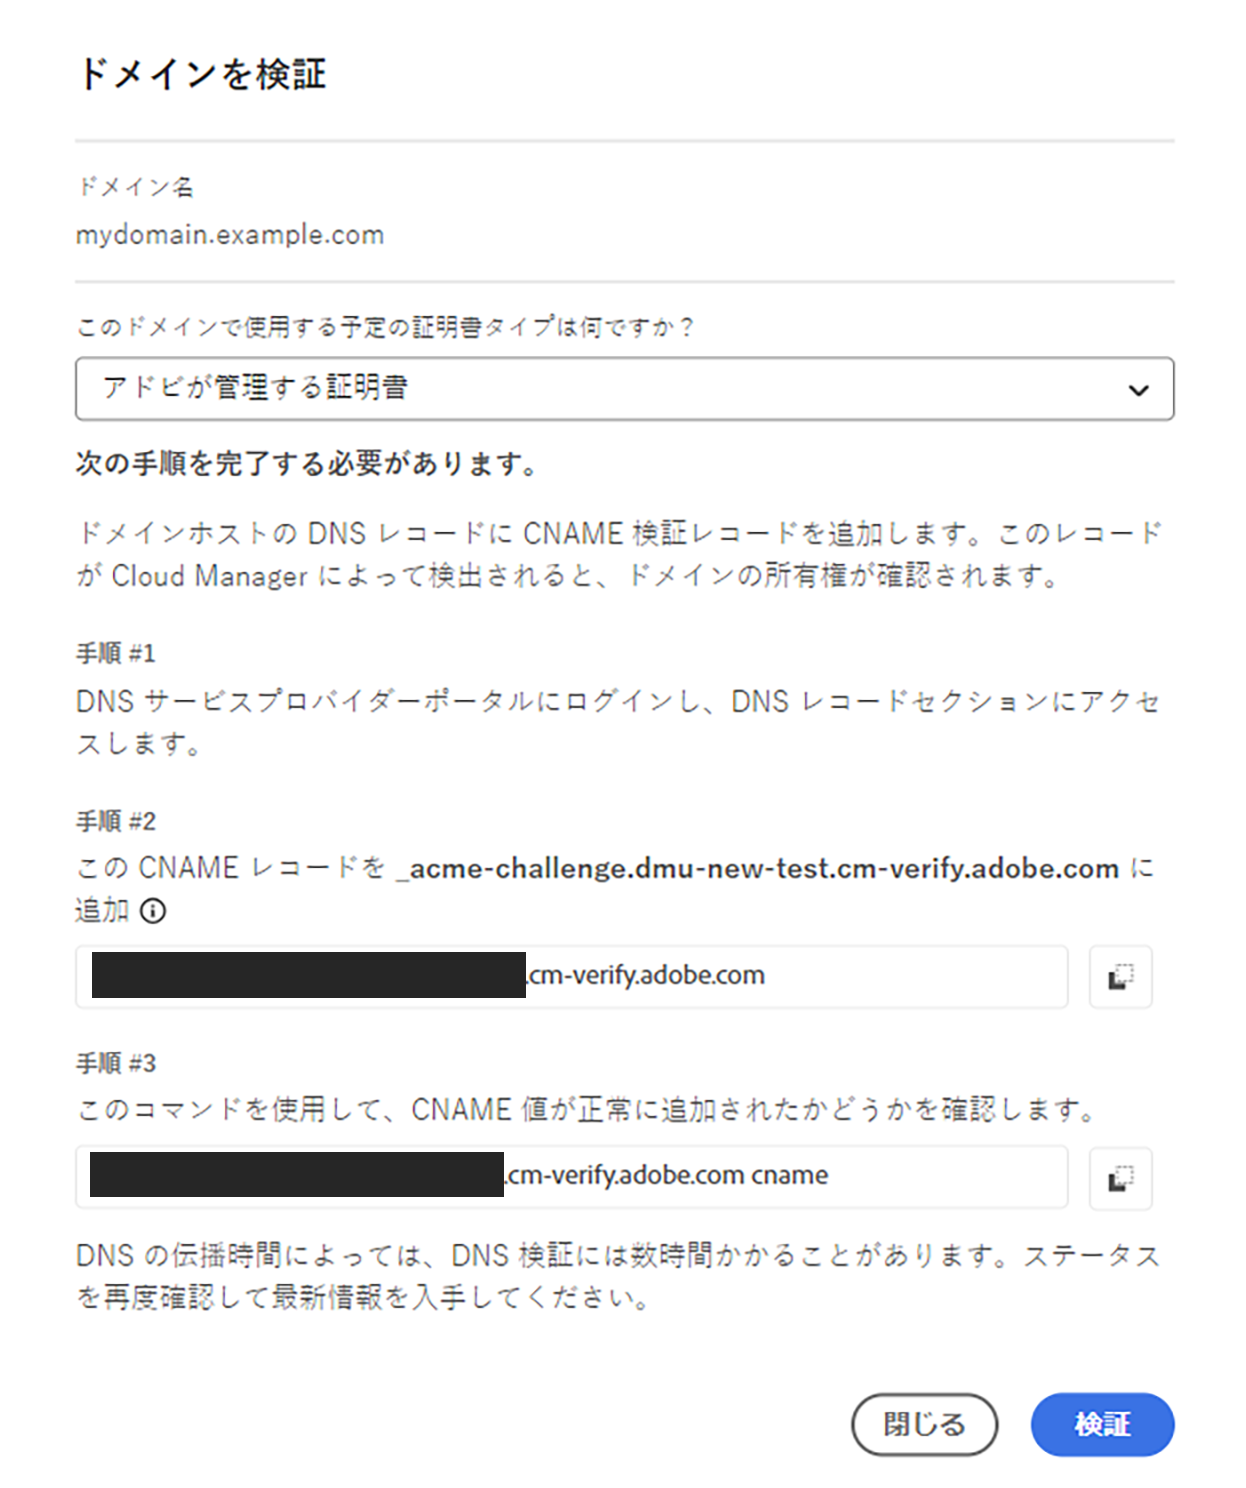 ドメインを検証
ドメイン名
mydomain.example.com
このドメインで使用する予定の証明書タイプは何ですか？
アドビが管理する証明書
次の手順を完了する必要があります。
ドメインホストの DNS レコードに CNAME 検証レコードを追加します。このレコード
が Cloud Manager によって検出されると、ドメインの所有権が確認されます。
手順 #1
DNS サービスプロバイダーポータルにログインし、DNS レコードセクションにアクセ
スします。
手順 #2
この CNAME レコードを _acme-challenge.dmu-new-test.cm-verify.adobe.com に
追加
.cm-verify.adobe.com
手順 #3
このコマンドを使用して、CNAME 値が正常に追加されたかどうかを確認します。
.cm-verify.adobe.com cname
DNS の伝播時間によっては、DNS 検証には数時間かかることがあります。ステータス
を再度確認して最新情報を入手してください。
閉じる
検証